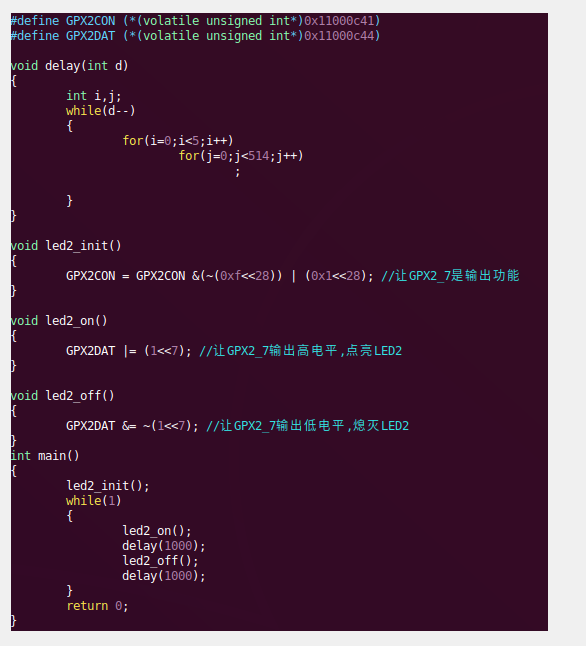 #define GPX2CON (*(volatile unsigned int*)0x11000c41)
#define GPX2DAT (*(volatile unsigned int*)0x11000c44)
void delay(int d)
{
int i,j;
while(d--)
{
for(i=0;i<5;i++)
for(j=0;j<514;j++)
;
}
}
void led2_init()
{
GPX2CON = GPX2CON &(~(0xf<<28)) | (0x1<<28); //让GPX2_7是输出功能
}
void led2_on()
{
GPX2DAT |= (1<<7); //让GPX2_7输出高电平,点亮LED2
}
void led2_off()
{
GPX2DAT &= ~(1<<7); //让GPX2_7输出低电平,熄灭LED2
}
int main()
{
led2_init();
while(1)
{
led2_on();
delay(1000);
led2_off();
delay(1000);
}
return 0;
}